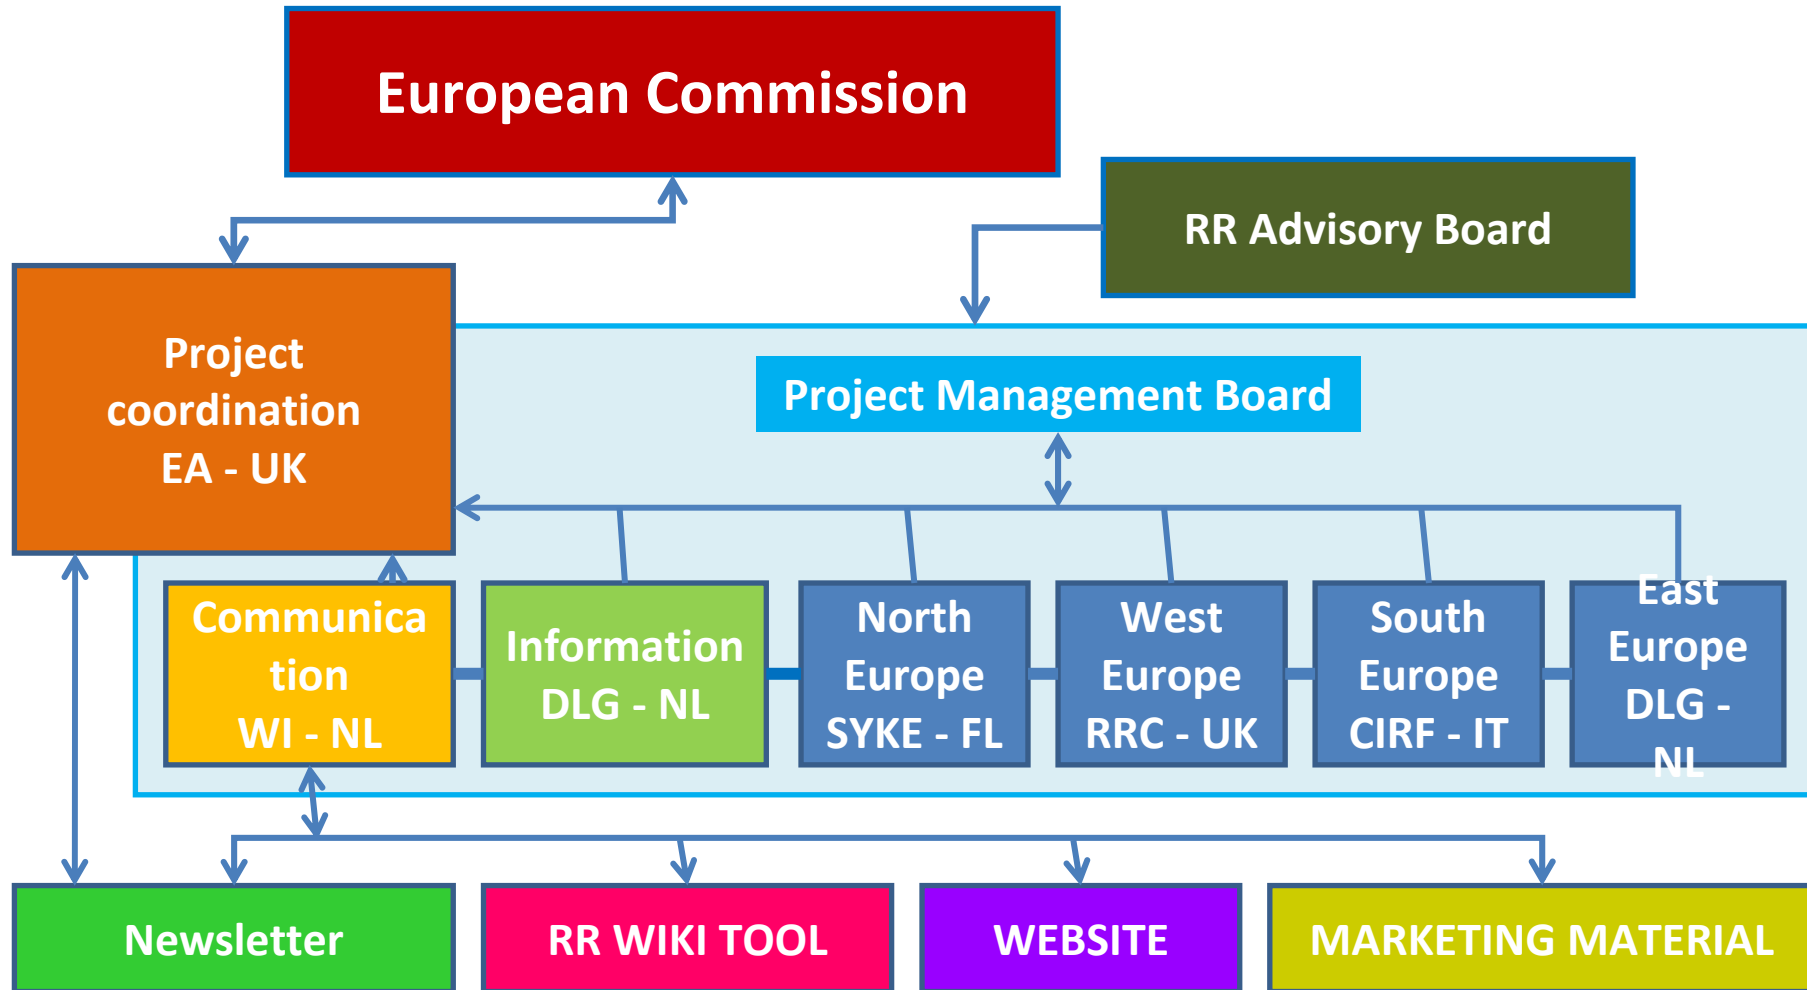 European Commission
RR Advisory Board
Project
coordination
EA - UK
Project Management Board
Communica
tion
WI - NL
Information
DLG - NL
North
Europe
SYKE - FL
West
Europe
RRC - UK
South
Europe
CIRF - IT
East
Europe
DLG -
NL
Newsletter
RR WIKI TOOL
WEBSITE
MARKETING MATERIAL